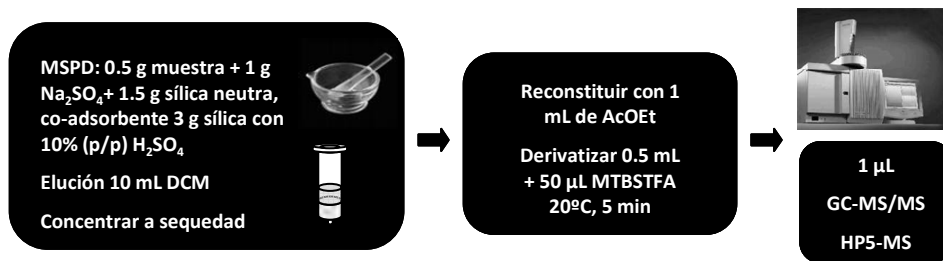 MSPD: 0.5 g muestra + 1 g
Na₂SO₄+ 1.5 g sílica neutra,
co-adsorbente 3 g sílica con
10% (p/p) H₂SO₄
Elución 10 mL DCM
Concentrar a sequedad
Reconstituir con 1
mL de AcOEt
Derivatizar 0.5 mL
+ 50 µL MTBSTFA
20ºC, 5 min
1 µL
GC-MS/MS
HP5-MS